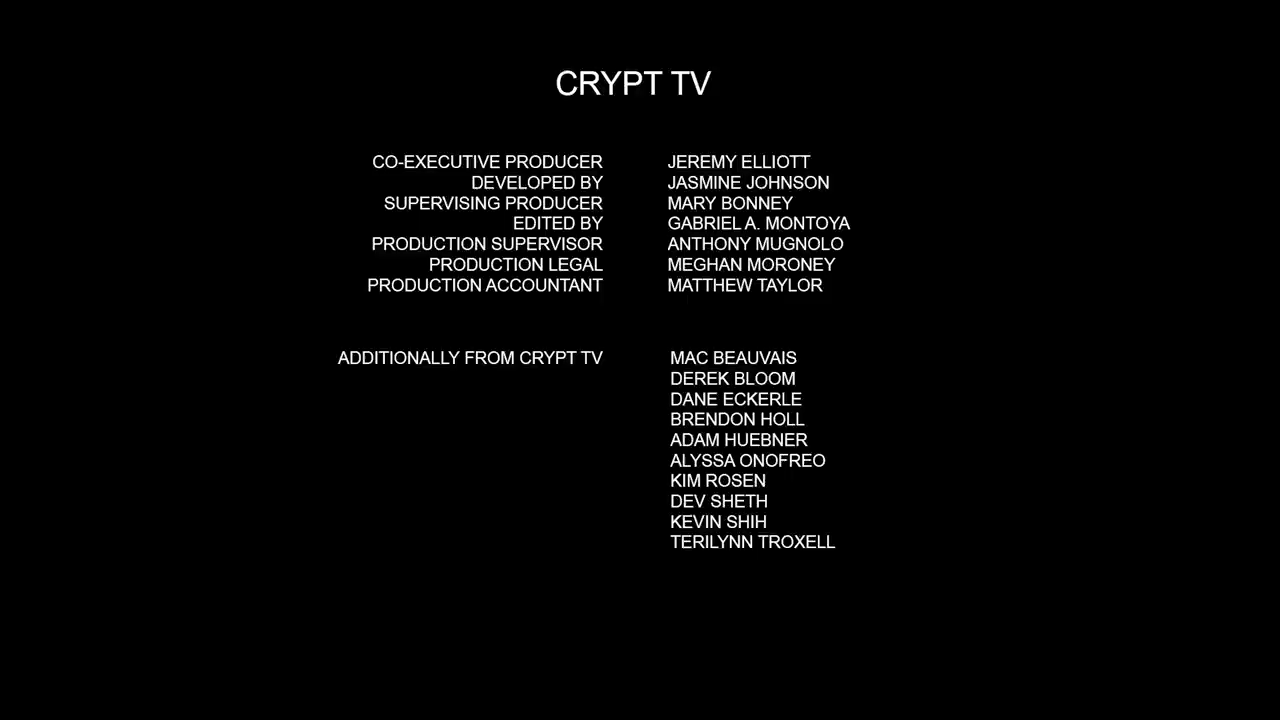 CRYPT TV
CO-EXECUTIVE PRODUCER JEREMY ELLIOTT
DEVELOPED BY JASMINE JOHNSON
SUPERVISING PRODUCER MARY BONNEY
EDITED BY GABRIEL A. MONTOYA
PRODUCTION SUPERVISOR ANTHONY MUGNOLO
PRODUCTION LEGAL MEGHAN MORONEY
PRODUCTION ACCOUNTANT MATTHEW TAYLOR
ADDITIONALLY FROM CRYPT TV MAC BEAUVAIS
DEREK BLOOM
DANE ECKERLE
BRENDON HOLL
ADAM HUEBNER
ALYSSA ONOFREO
KIM ROSEN
DEV SHETH
KEVIN SHIH
TERILYNN TROXELL